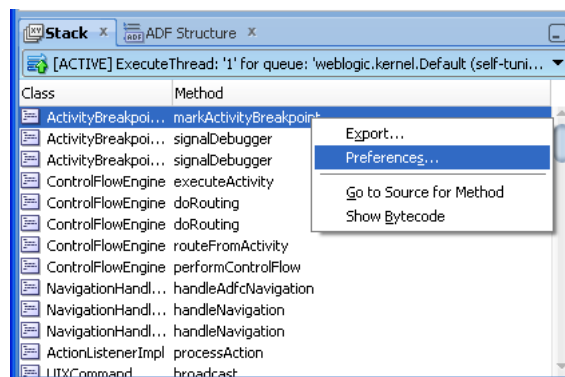 Stack x ADF Structure x
[ACTIVE] ExecuteThread: '1' for queue: 'weblogic.kernel.Default (self-tuni...
Class Method
ActivityBreakpoi... markActivityBreakpoint
ActivityBreakpoi... signalDebugger
ActivityBreakpoi... signalDebugger
ControlFlowEngine executeActivity
ControlFlowEngine doRouting
ControlFlowEngine doRouting
ControlFlowEngine routeFromActivity
ControlFlowEngine performControlFlow
NavigationHandl... handleAdfcNavigation
NavigationHandl... handleNavigation
NavigationHandl... handleNavigation
ActionListenerImpl processAction
UIXCommand broadcast
Export...
Preferences...
Go to Source for Method
Show Bytecode